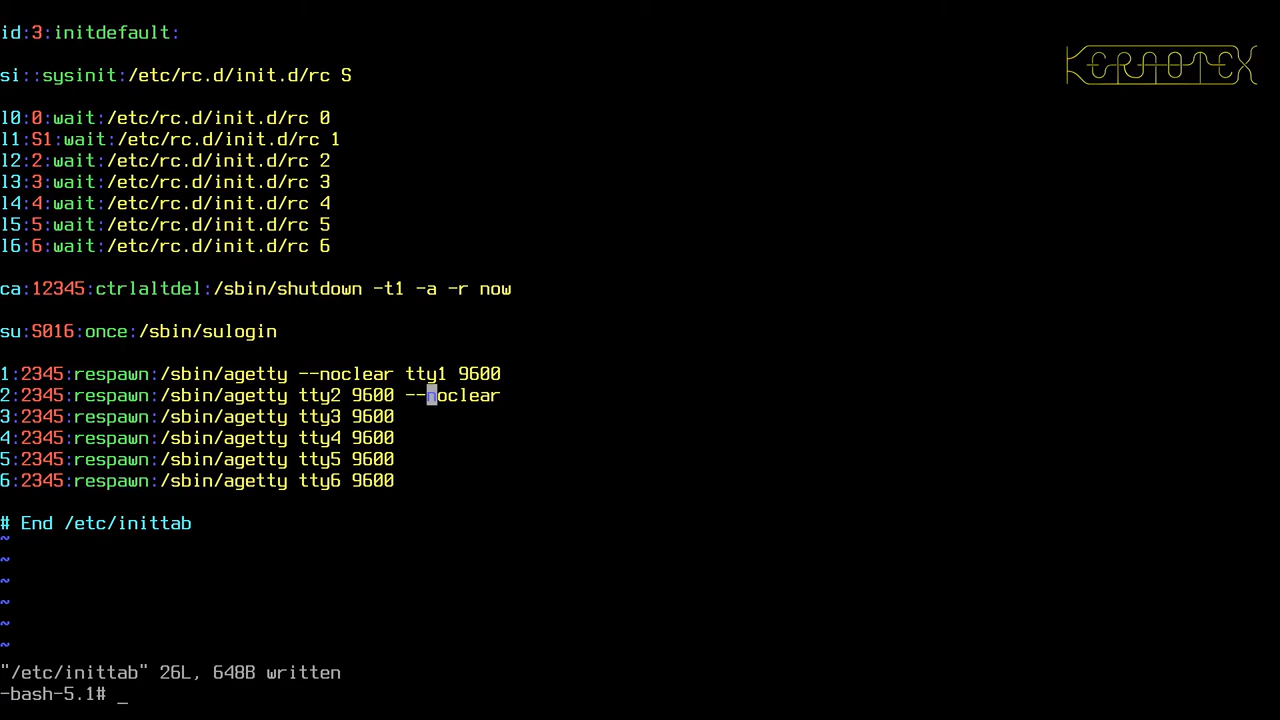 id:3:initdefault:
KERNOTEX
si::sysinit:/etc/rc.d/init.d/rc S
l0:0:wait:/etc/rc.d/init.d/rc 0
l1:S1:wait:/etc/rc.d/init.d/rc 1
l2:2:wait:/etc/rc.d/init.d/rc 2
l3:3:wait:/etc/rc.d/init.d/rc 3
l4:4:wait:/etc/rc.d/init.d/rc 4
l5:5:wait:/etc/rc.d/init.d/rc 5
l6:6:wait:/etc/rc.d/init.d/rc 6
ca:12345:ctrlaltdel:/sbin/shutdown -t1 -a -r now
su:S016:once:/sbin/sulogin
1:2345:respawn:/sbin/agetty --noclear tty1 9600
2:2345:respawn:/sbin/agetty tty2 9600 --noclear
3:2345:respawn:/sbin/agetty tty3 9600
4:2345:respawn:/sbin/agetty tty4 9600
5:2345:respawn:/sbin/agetty tty5 9600
6:2345:respawn:/sbin/agetty tty6 9600
# End /etc/inittab
~
~
~
~
~
~
"/etc/inittab" 26L, 648B written
-bash-5.1# _